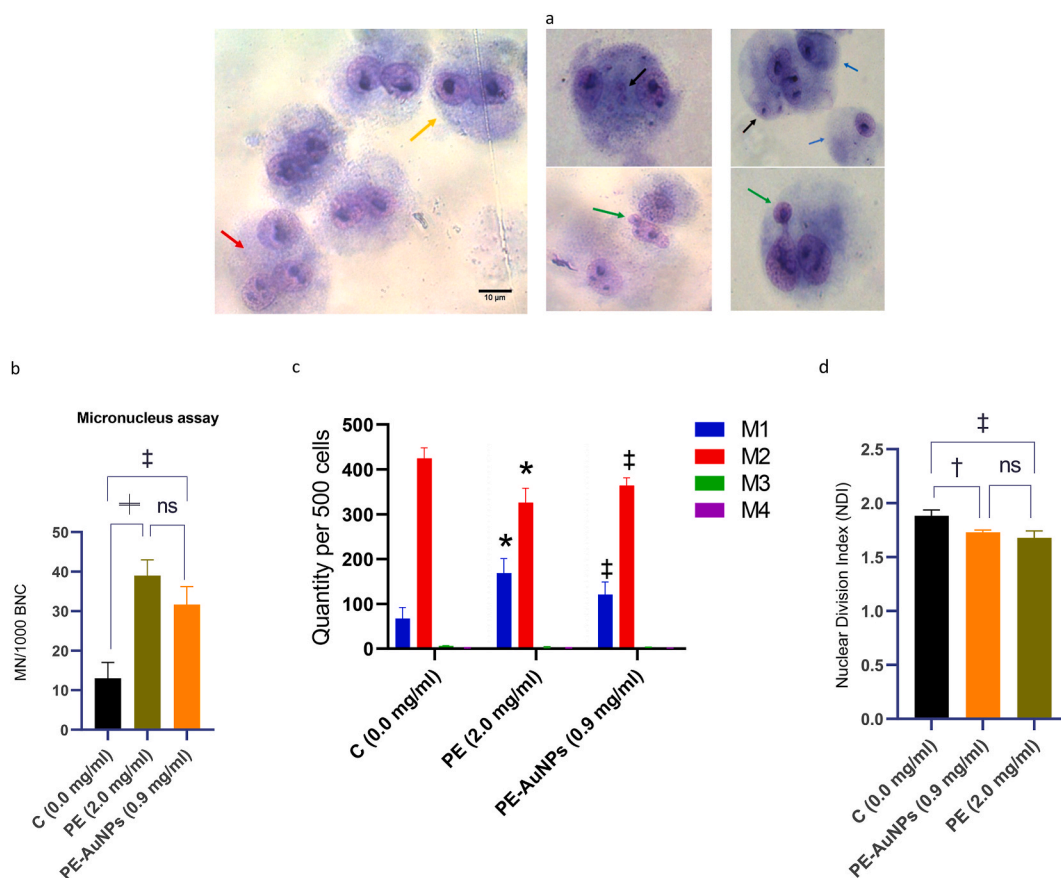 a
10 µm
b
Micronucleus assay
‡
‡ ns
MN/1000 BNC
50
40
30
20
10
0
C (0.0 mg/ml)
PE (2.0 mg/ml)
PE-AuNPs (0.9 mg/ml)
c
Quantity per 500 cells
500
400
300
200
100
0
*
*
‡
‡
M1
M2
M3
M4
C (0.0 mg/ml)
PE (2.0 mg/ml)
PE-AuNPs (0.9 mg/ml)
d
‡
† ns
Nuclear Division Index (NDI)
2.5
2.0
1.5
1.0
0.5
0.0
C (0.0 mg/ml)
PE-AuNPs (0.9 mg/ml)
PE (2.0 mg/ml)